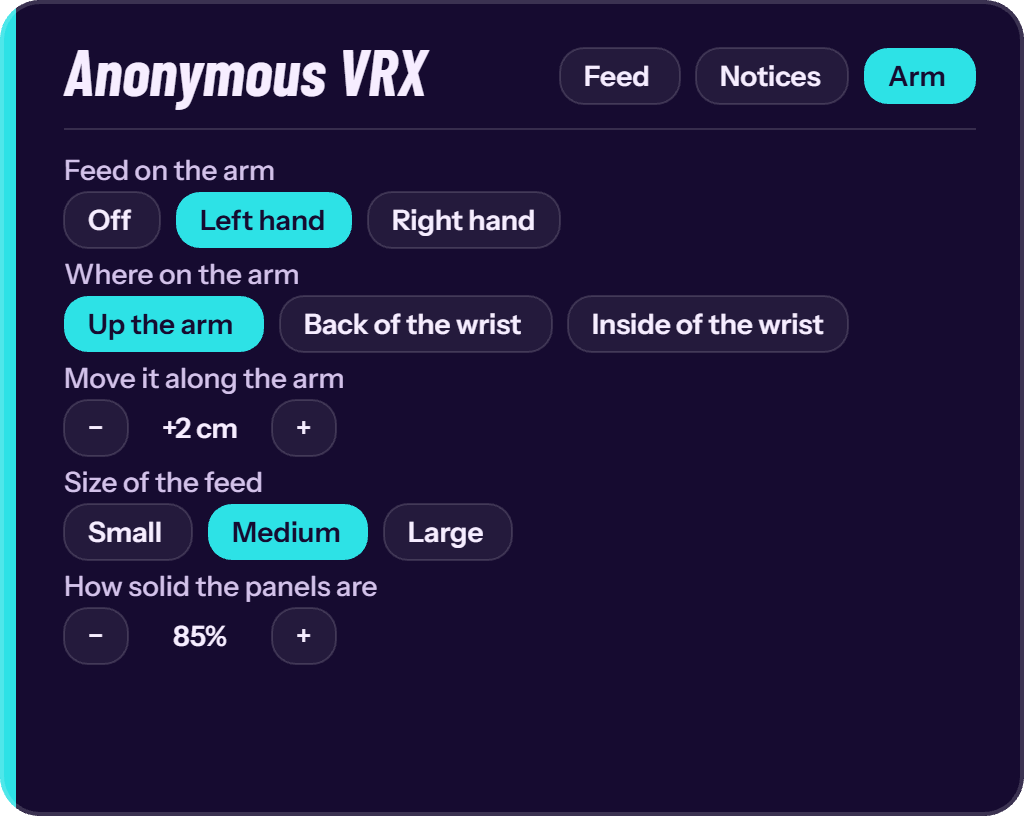 Anonymous VRX Feed Notices Arm
Feed on the arm
Off Left hand Right hand
Where on the arm
Up the arm Back of the wrist Inside of the wrist
Move it along the arm
− +2 cm +
Size of the feed
Small Medium Large
How solid the panels are
− 85% +